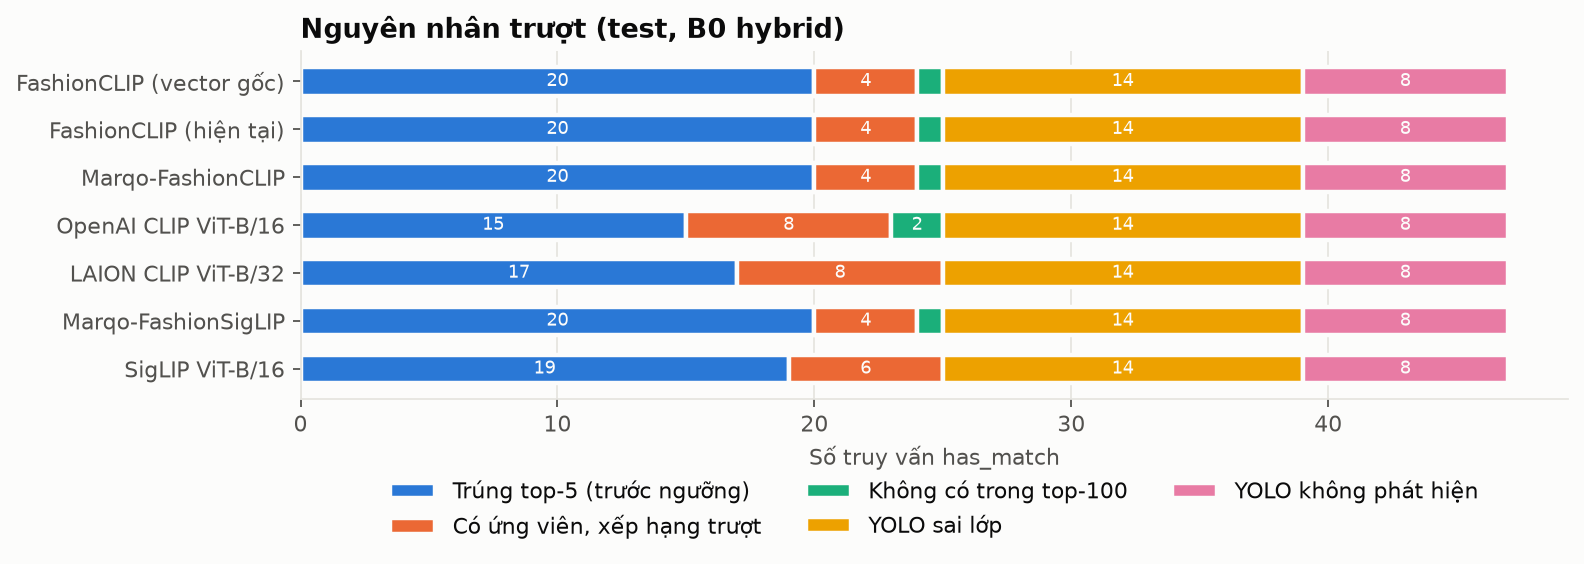 Nguyên nhân trượt (test, B0 hybrid)
FashionCLIP (vector gốc) 20 4 14 8
FashionCLIP (hiện tại) 20 4 14 8
Marqo-FashionCLIP 20 4 14 8
OpenAI CLIP ViT-B/16 15 8 2 14 8
LAION CLIP ViT-B/32 17 8 14 8
Marqo-FashionSigLIP 20 4 14 8
SigLIP ViT-B/16 19 6 14 8
0 10 20 30 40
Số truy vấn has_match
Trúng top-5 (trước ngưỡng) Không có trong top-100 YOLO không phát hiện
Có ứng viên, xếp hạng trượt YOLO sai lớp